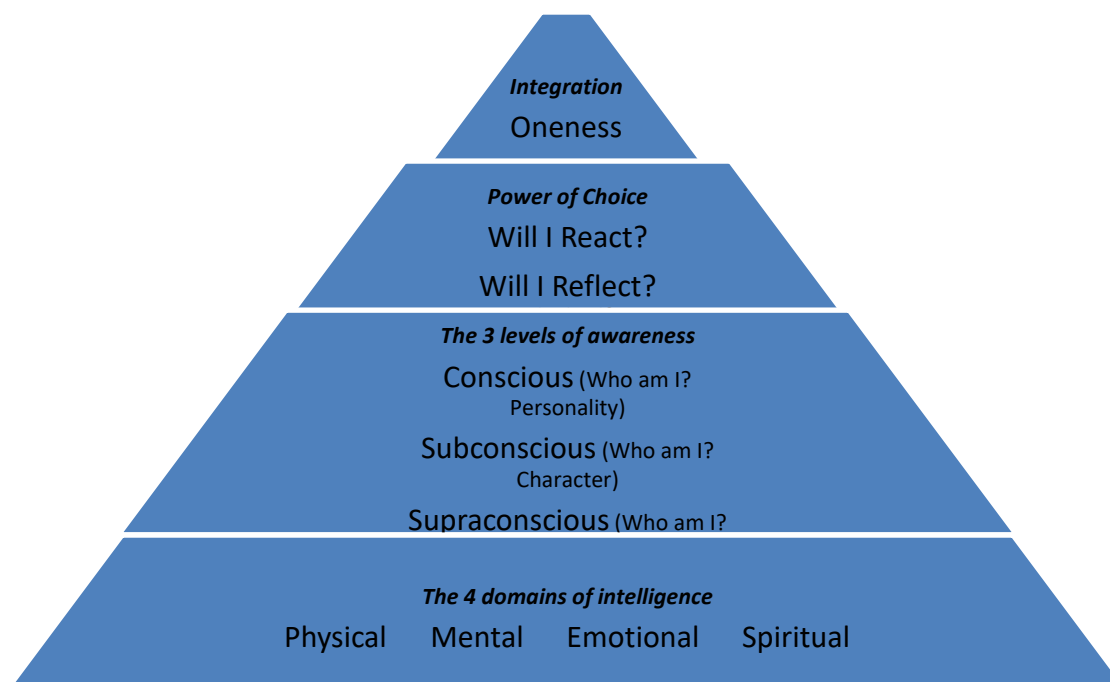 Integration
Oneness
Power of Choice
Will I React?
Will I Reflect?
The 3 levels of awareness
Conscious (Who am I?
Personality)
Subconscious (Who am I?
Character)
Supraconscious (Who am I?
The 4 domains of intelligence
Physical Mental Emotional Spiritual